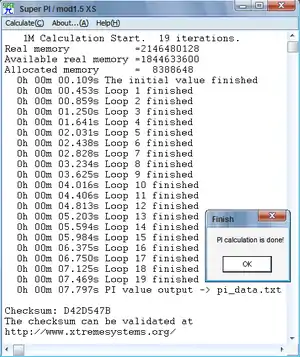 Super PI / mod1.5 XS
Calculate(C) About...(A) Help(H)
1M Calculation Start. 19 iterations.
Real memory =2146480128
Available real memory =1844633600
Allocated memory = 8388648
0h 00m 00.109s The initial value finished
0h 00m 00.453s Loop 1 finished
0h 00m 00.859s Loop 2 finished
0h 00m 01.250s Loop 3 finished
0h 00m 01.641s Loop 4 finished
0h 00m 02.031s Loop 5 finished
0h 00m 02.438s Loop 6 finished
0h 00m 02.828s Loop 7 finished
0h 00m 03.234s Loop 8 finished
0h 00m 03.625s Loop 9 finished
0h 00m 04.016s Loop 10 finished
0h 00m 04.406s Loop 11 finished
0h 00m 04.813s Loop 12 finished
0h 00m 05.203s Loop 13 finished
0h 00m 05.594s Loop 14 finished
0h 00m 05.984s Loop 15 finished
0h 00m 06.375s Loop 16 finished
0h 00m 06.750s Loop 17 finished
0h 00m 07.125s Loop 18 finished
0h 00m 07.469s Loop 19 finished
0h 00m 07.797s PI value output -> pi_data.txt
Finish
PI calculation is done!
OK
Checksum: D42D547B
The checksum can be validated at
http://www.xtremesystems.org/